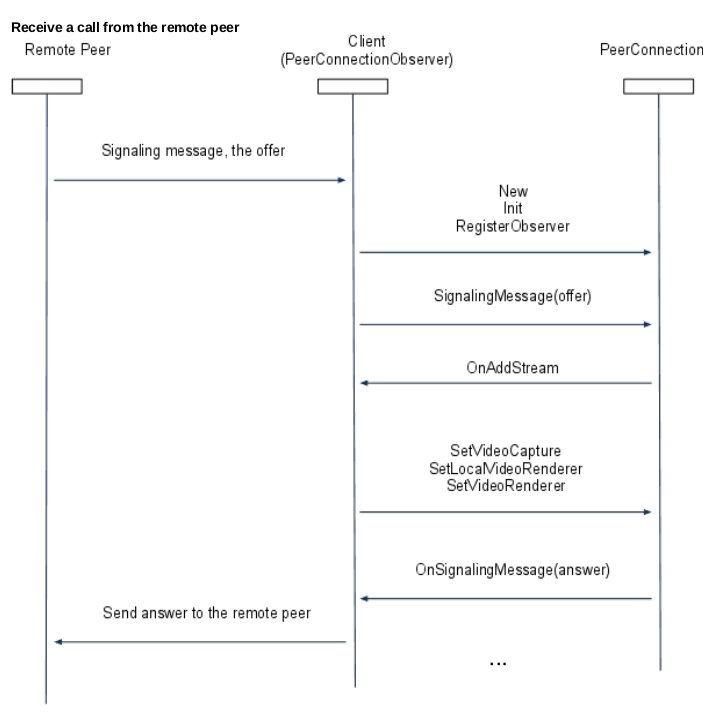 Receive a call from the remote peer
Remote Peer
Client
(PeerConnectionObserver)
PeerConnection
Signaling message, the offer
New
Init
RegisterObserver
SignalingMessage(offer)
OnAddStream
SetVideoCapture
SetLocalVideoRenderer
SetVideoRenderer
OnSignalingMessage(answer)
Send answer to the remote peer
...